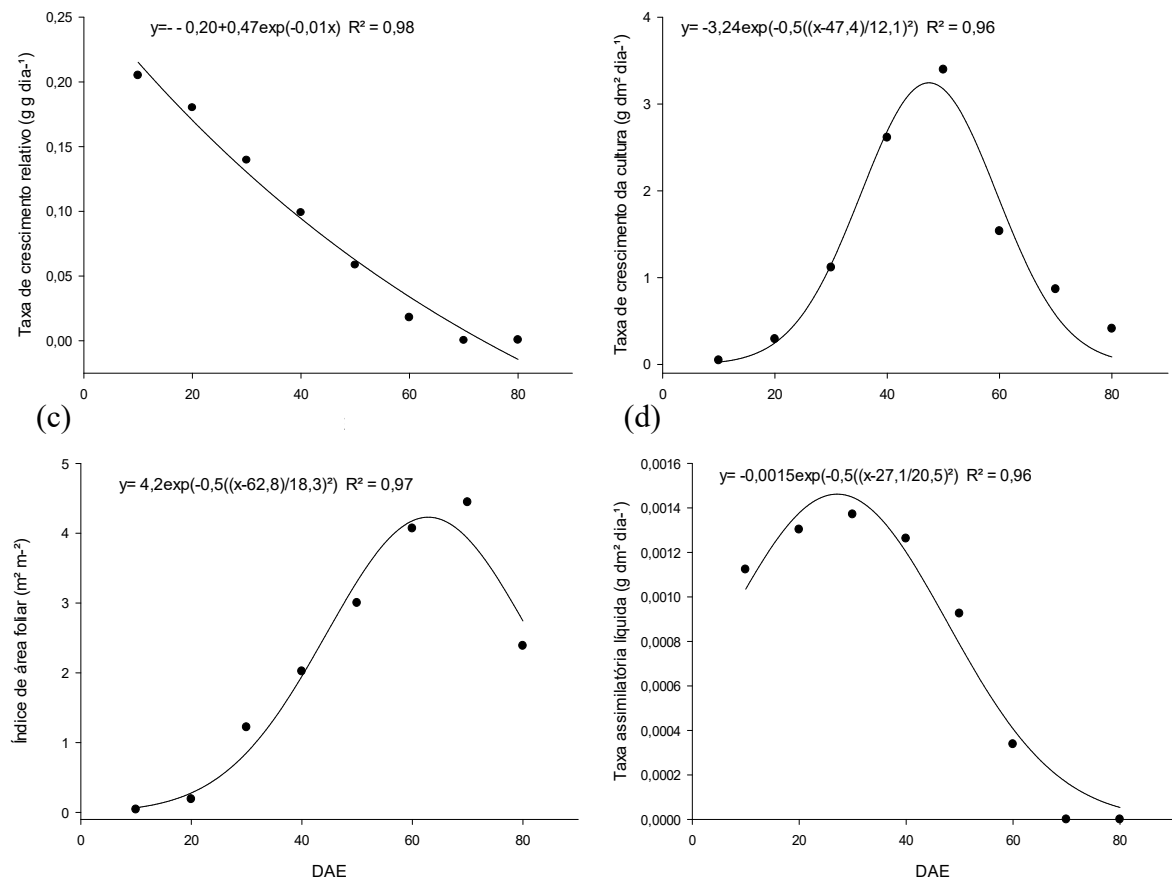 y=- - 0,20+0,47exp(-0,01x) R² = 0,98
Taxa de crescimento relativo (g g dia-¹)
0,25
0,20
0,15
0,10
0,05
0,00
0 20 40 60 80
y= -3,24exp(-0,5((x-47,4)/12,1)²) R² = 0,96
Taxa de crescimento da cultura (g dm² dia-¹)
4
3
2
1
0
0 20 40 60 80
(c)
y= 4,2exp(-0,5((x-62,8)/18,3)²) R² = 0,97
Índice de área foliar (m² m-²)
5
4
3
2
1
0
0 20 40 60 80
DAE
(d)
y= -0,0015exp(-0,5((x-27,1/20,5)²) R² = 0,96
Taxa assimilatória líquida (g dm² dia-¹)
0,0016
0,0014
0,0012
0,0010
0,0008
0,0006
0,0004
0,0002
0,0000
0 20 40 60 80
DAE